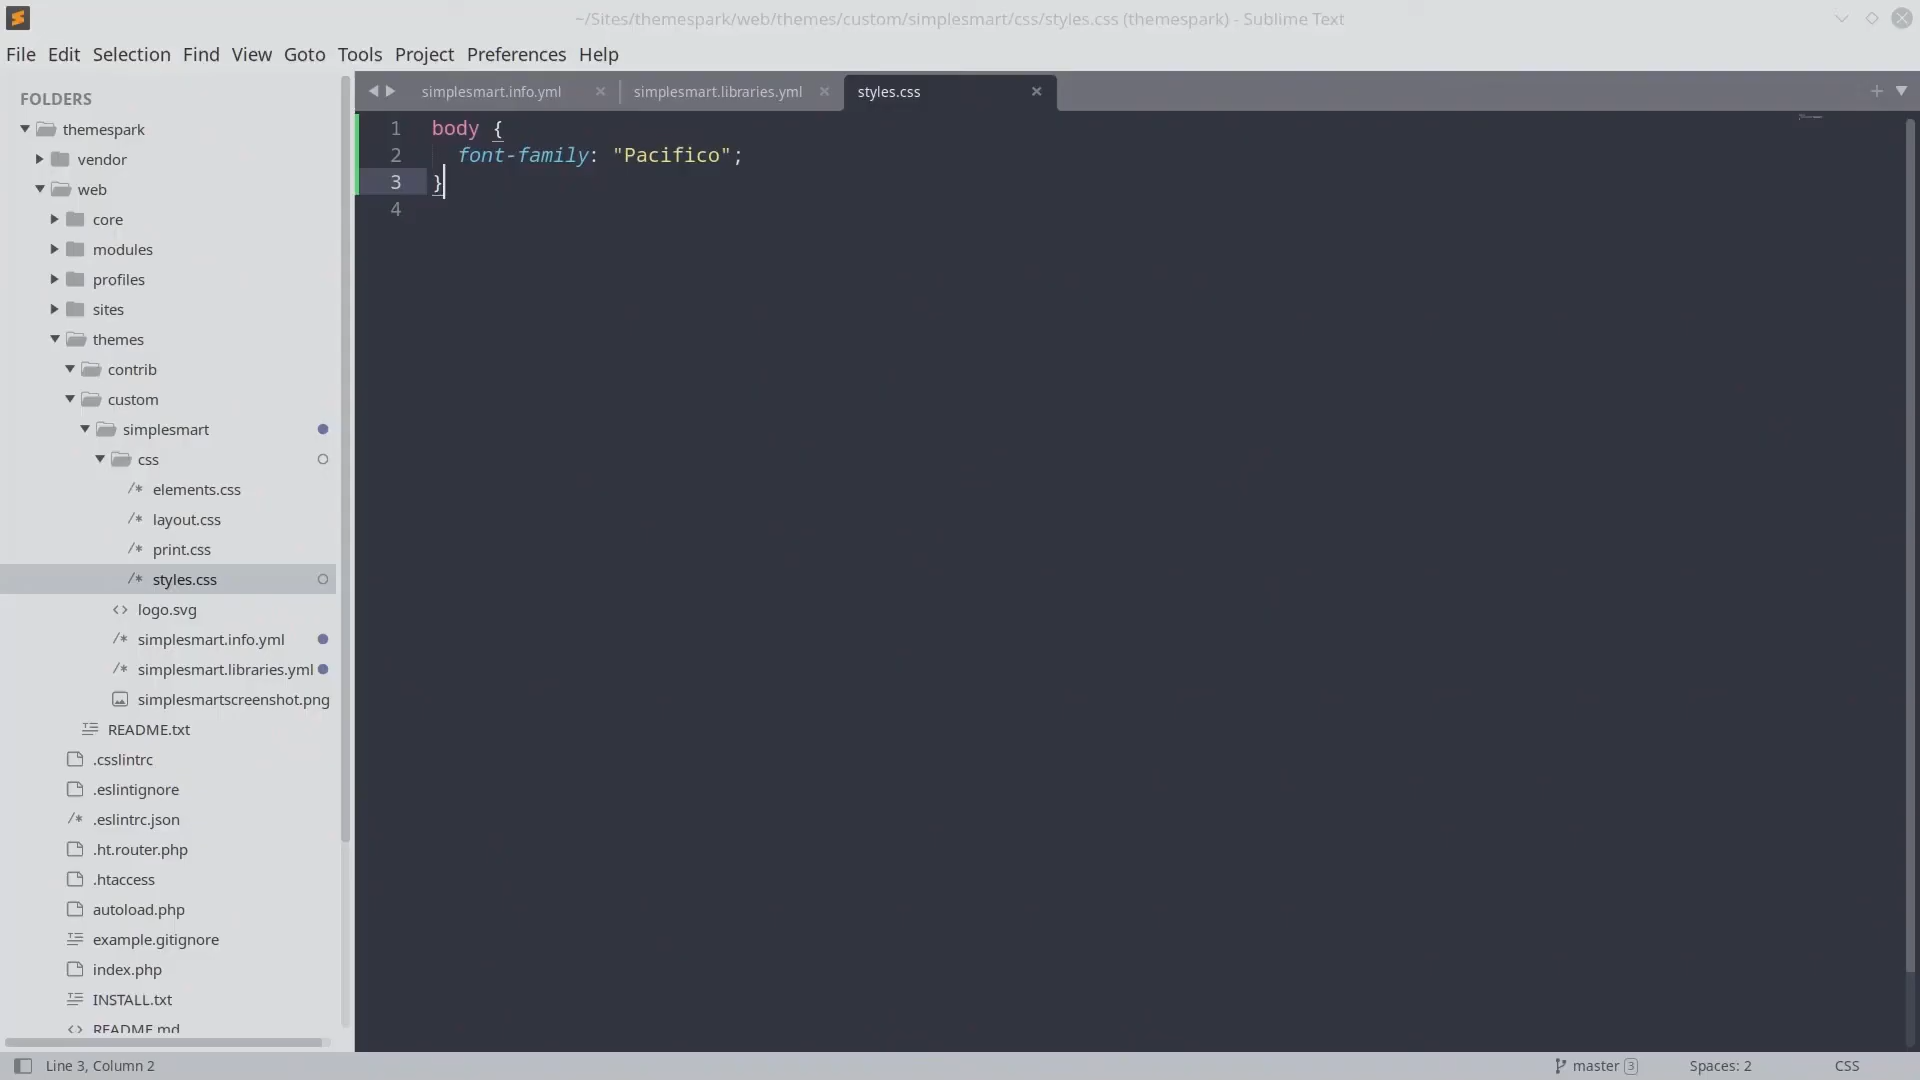 ~/Sites/themespark/web/themes/custom/simplesmart/css/styles.css (themespark) - Sublime Text
File Edit Selection Find View Goto Tools Project Preferences Help
FOLDERS
themespark
vendor
web
core
modules
profiles
sites
themes
contrib
custom
simplesmart
css
elements.css
layout.css
print.css
styles.css
logo.svg
simplesmart.info.yml
simplesmart.libraries.yml
simplesmartscreenshot.png
README.txt
.csslintrc
.eslintignore
.eslintrc.json
.ht.router.php
.htaccess
autoload.php
example.gitignore
index.php
INSTALL.txt
README.md
simplesmart.info.yml simplesmart.libraries.yml styles.css
1 body {
2 font-family: "Pacifico";
3 }
4
Line 3, Column 2 master 3 Spaces: 2 CSS